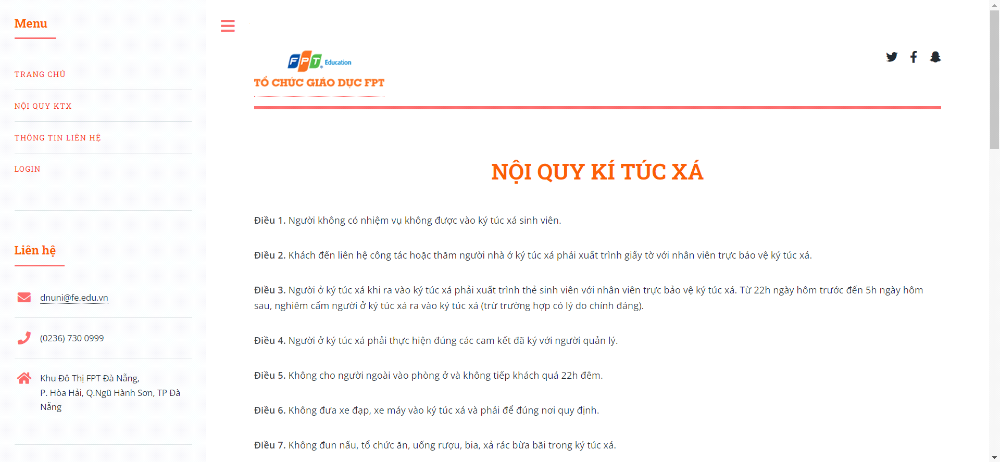 Menu
TRANG CHỦ
NỘI QUY KTX
THÔNG TIN LIÊN HỆ
LOGIN
Liên hệ
dnuni@fe.edu.vn
(0236) 730 0999
Khu Đô Thị FPT Đà Nẵng,
P. Hòa Hải, Q.Ngũ Hành Sơn, TP Đà
Nẵng
FPT Education
TỔ CHỨC GIÁO DỤC FPT
NỘI QUY KÍ TÚC XÁ
Điều 1. Người không có nhiệm vụ không được vào ký túc xá sinh viên.
Điều 2. Khách đến liên hệ công tác hoặc thăm người nhà ở ký túc xá phải xuất trình giấy tờ với nhân viên trực bảo vệ ký túc xá.
Điều 3. Người ở ký túc xá khi ra vào ký túc xá phải xuất trình thẻ sinh viên với nhân viên trực bảo vệ ký túc xá. Từ 22h ngày hôm trước đến 5h ngày hôm
sau, nghiêm cấm người ở ký túc xá ra vào ký túc xá (trừ trường hợp có lý do chính đáng).
Điều 4. Người ở ký túc xá phải thực hiện đúng các cam kết đã ký với người quản lý.
Điều 5. Không cho người ngoài vào phòng ở và không tiếp khách quá 22h đêm.
Điều 6. Không đưa xe đạp, xe máy vào ký túc xá và phải để đúng nơi quy định.
Điều 7. Không đun nấu, tổ chức ăn, uống rượu, bia, xả rác bừa bãi trong ký túc xá.